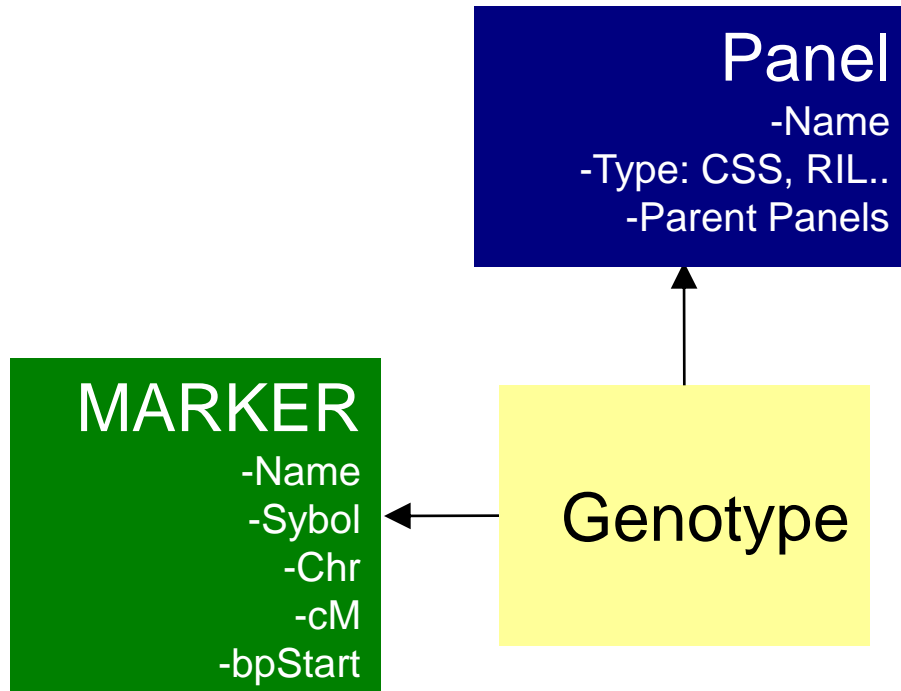 Panel
-Name
-Type: CSS, RIL..
-Parent Panels
MARKER
-Name
-Sybol
-Chr
-cM
-bpStart
Genotype